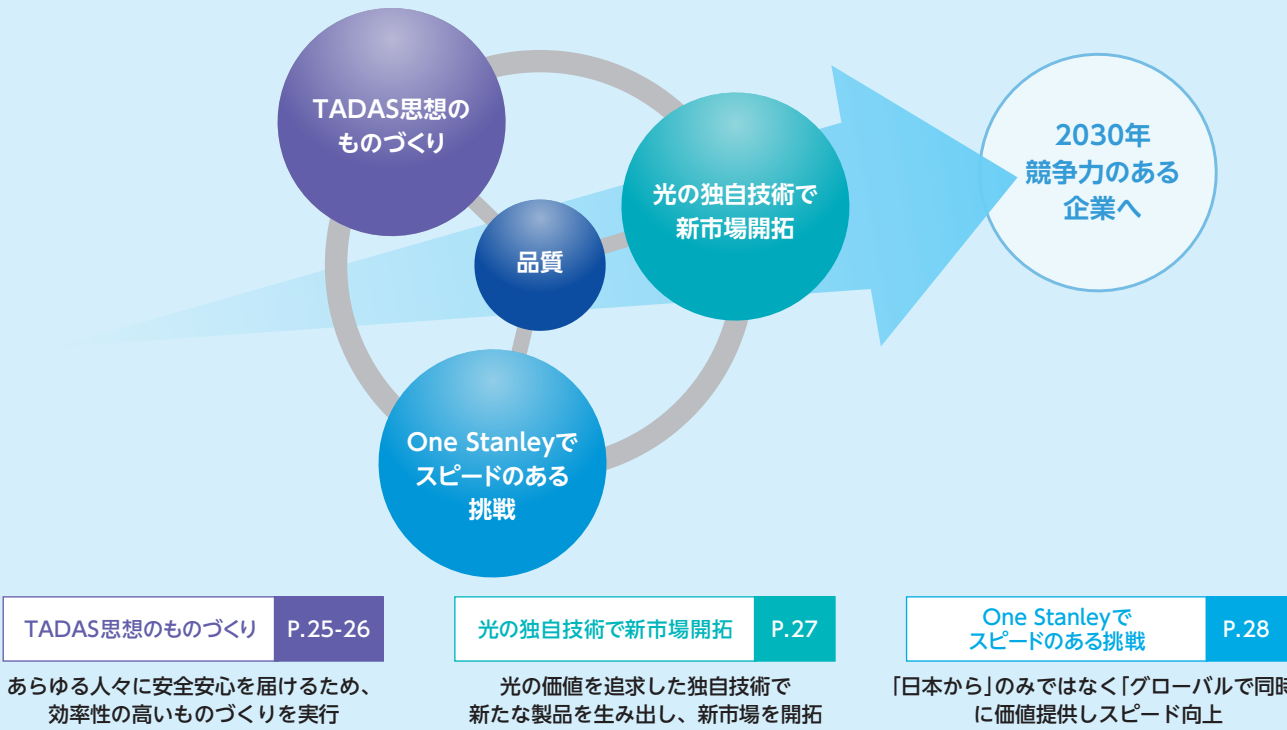 TADAS思想の
ものづくり
光の独自技術で
新市場開拓
2030年
競争力のある
企業へ
品質
One Stanleyで
スピードのある
挑戦
TADAS思想のものづくり P.25-26
あらゆる人々に安全安心を届けるため、
効率性の高いものづくりを実行
光の独自技術で新市場開拓 P.27
光の価値を追求した独自技術で
新たな製品を生み出し、新市場を開拓
One Stanleyで
スピードのある挑戦 P.28
「日本から」のみではなく「グローバルで同時
に価値提供しスピード向上